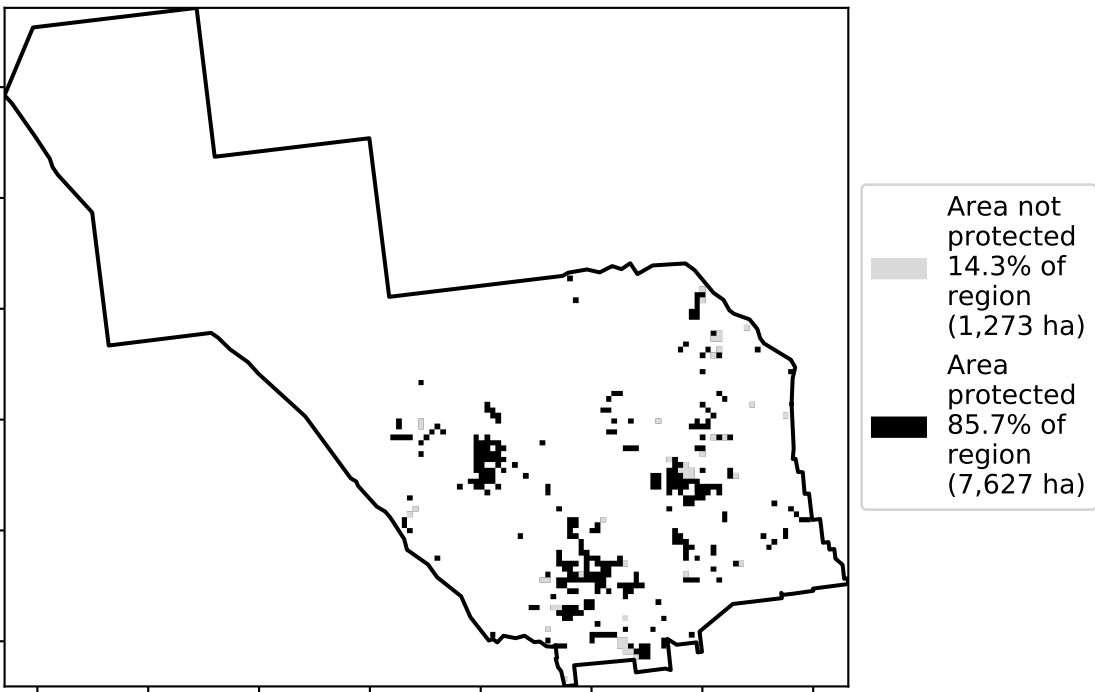 Area not
protected
14.3% of
region
(1,273 ha)
Area
protected
85.7% of
region
(7,627 ha)